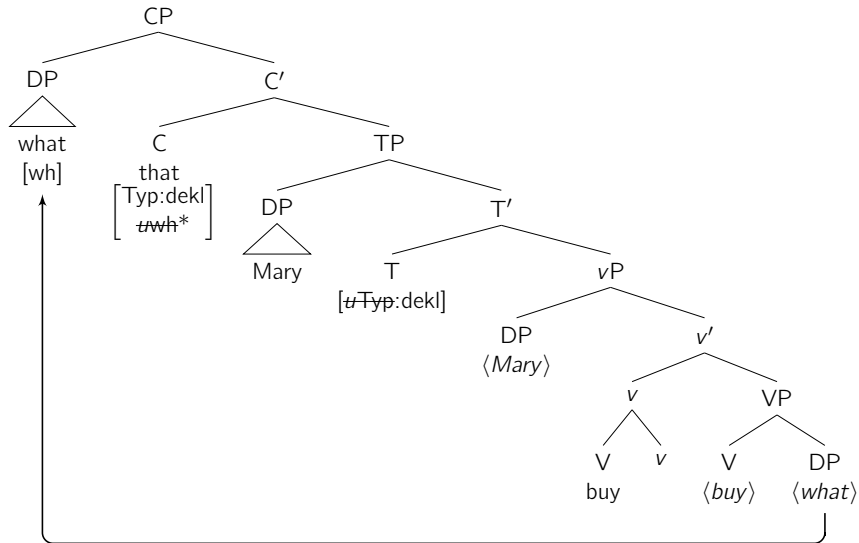 CP
DP C′
what C TP
[wh] that
[Typ:dekl DP T′
uwh*]
Mary T vP
[uTyp:dekl]
DP v′
⟨Mary⟩
v VP
V v V DP
buy ⟨buy⟩ ⟨what⟩